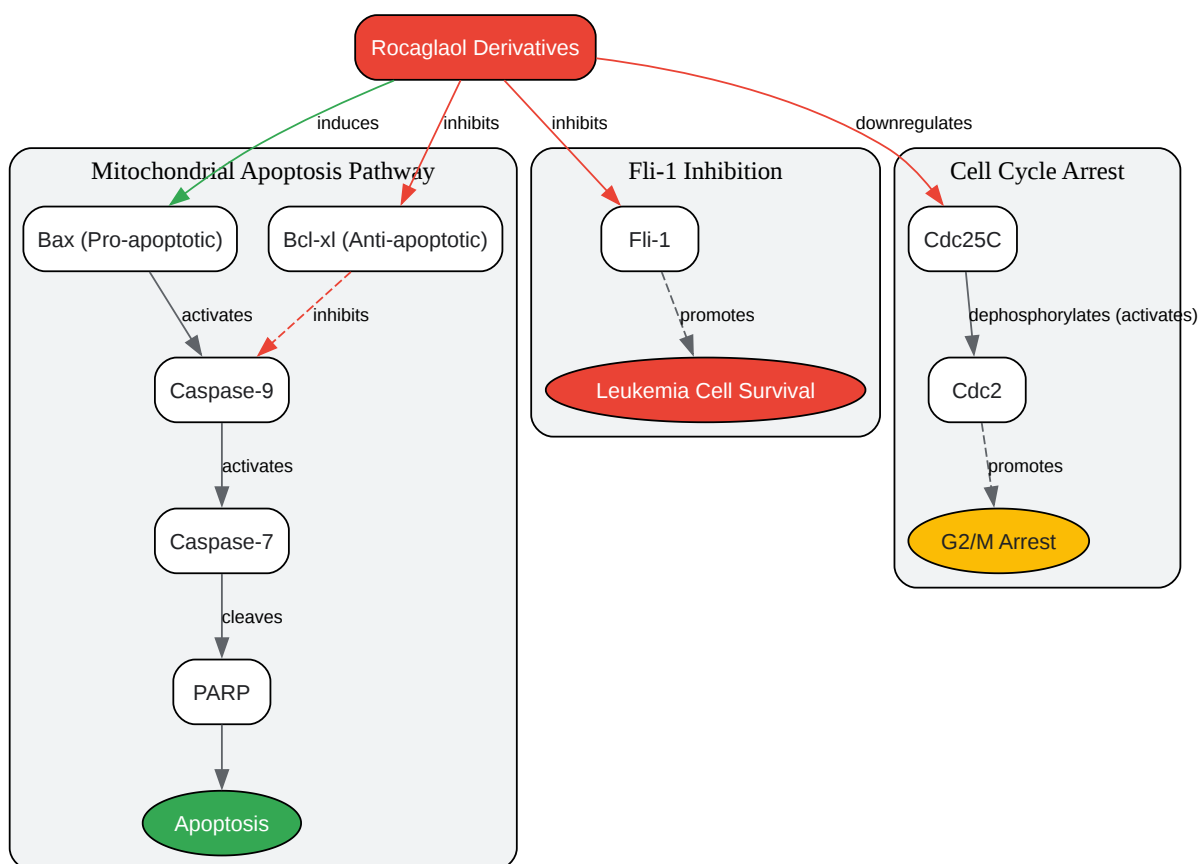 Rocaglaol Derivatives
induces
inhibits
inhibits
downregulates
Mitochondrial Apoptosis Pathway
Fli-1 Inhibition
Cell Cycle Arrest
Bax (Pro-apoptotic)
Bcl-xl (Anti-apoptotic)
Fli-1
Cdc25C
activates
inhibits
promotes
dephosphorylates (activates)
Caspase-9
Leukemia Cell Survival
Cdc2
activates
promotes
Caspase-7
G2/M Arrest
cleaves
PARP
Apoptosis